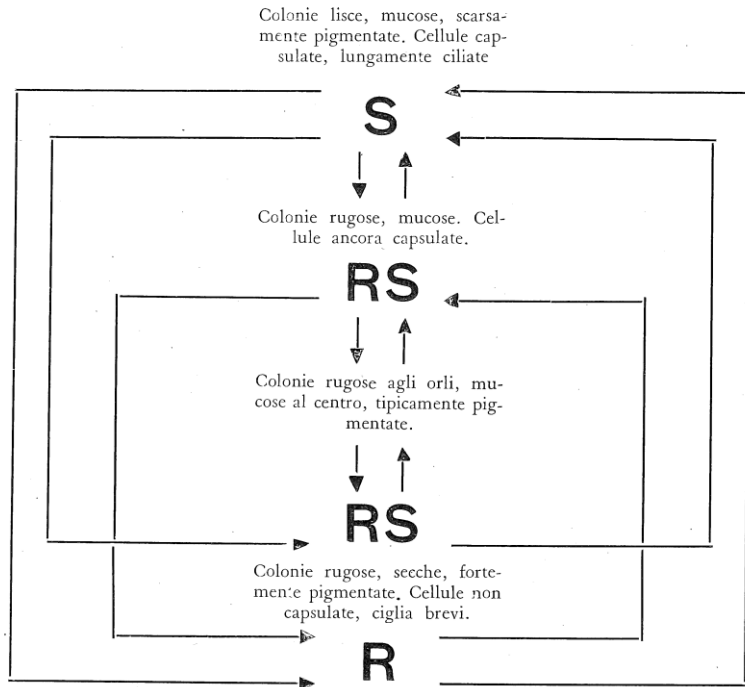 Colonie lisce, mucose, scarsa-
mente pigmentate. Cellule cap-
sulate, lungamente ciliate
S
Colonie rugose, mucose. Cel-
lule ancora capsulate.
RS
Colonie rugose agli orli, mu-
cose al centro, tipicamente pig-
mentate.
RS
Colonie rugose, secche, forte-
mente pigmentate. Cellule non
capsulate, ciglia brevi.
R